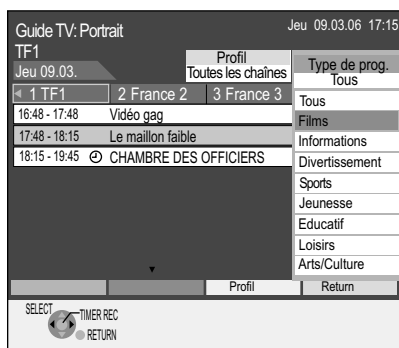 Guide TV: Portrait
Jeu 09.03.06 17:15
TF1
Jeu 09.03.
Profil
Toutes les chaînes
Type de prog.
Tous
1 TF1
2 France 2
3 France 3
16:48 - 17:48 Vidéo gag
17:48 - 18:15 Le maillon faible
18:15 - 19:45 CHAMBRE DES OFFICIERS
Tous
Films
Informations
Divertissement
Sports
Jeunesse
Educatif
Loisirs
Arts/Culture
Profil
Return
SELECT
TIMER REC
RETURN